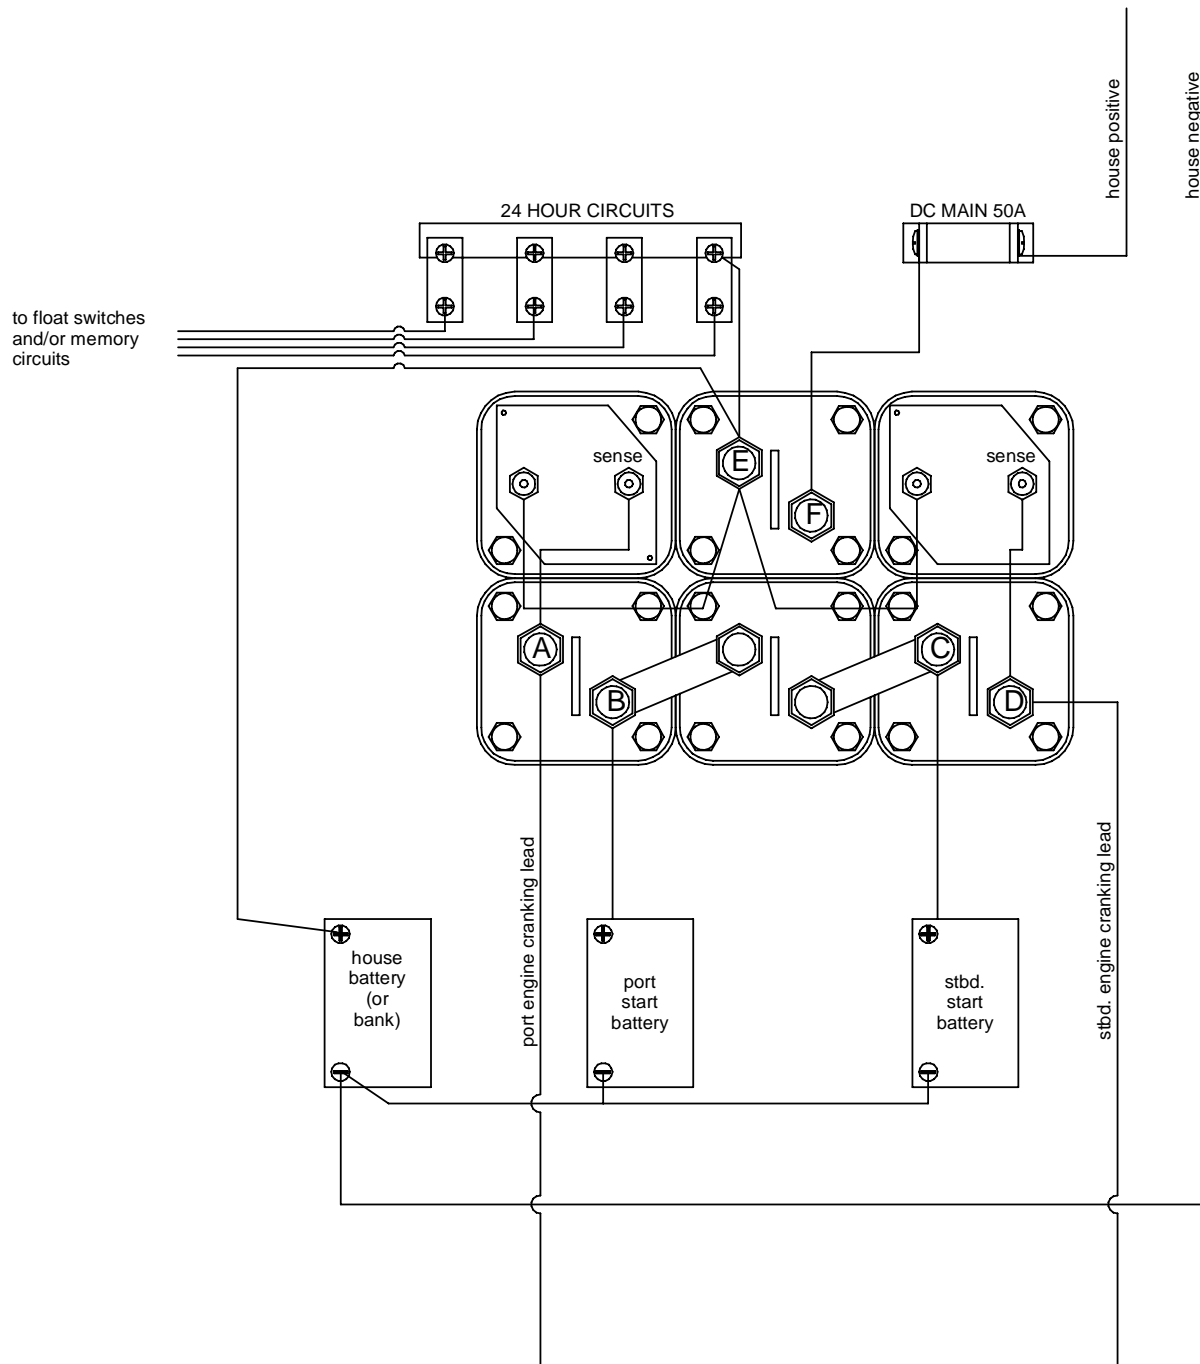 house positive
house negative
24 HOUR CIRCUITS
DC MAIN 50A
to float switches
and/or memory
circuits
sense
E
F
sense
A
B
C
D
port engine cranking lead
stbd. engine cranking lead
house
battery
(or
bank)
port
start
battery
stbd.
start
battery